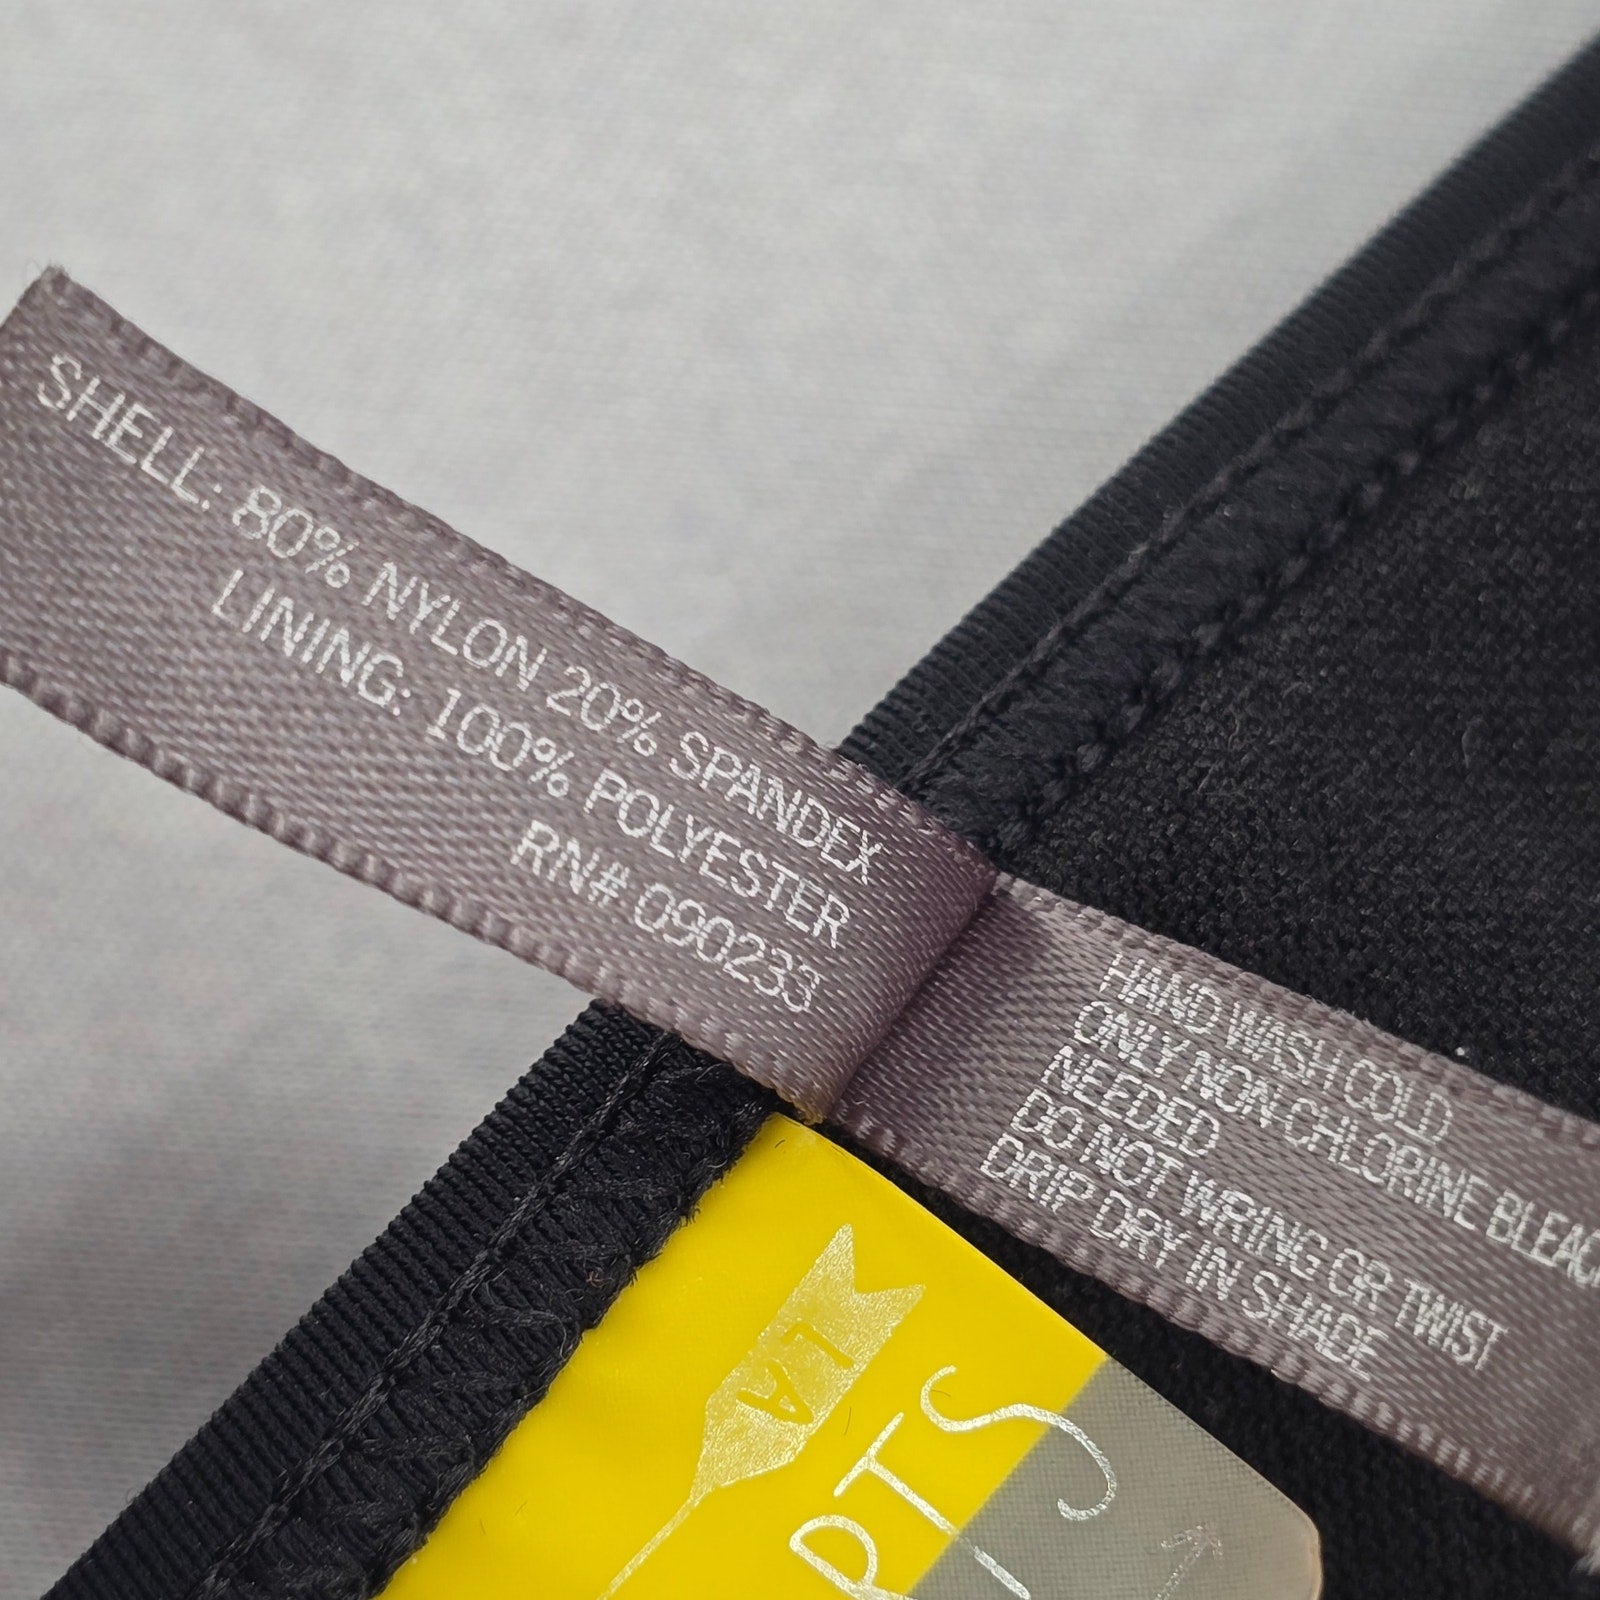 SHELL: 80% NYLON 20% SPANDEX
LINING: 100% POLYESTER
RN# 090233
HAND WASH COLD
ONLY NON CHLORINE BLEACH
NEEDED
DO NOT WRING OR TWIST
DRIP DRY IN SHADE
LA
PTS